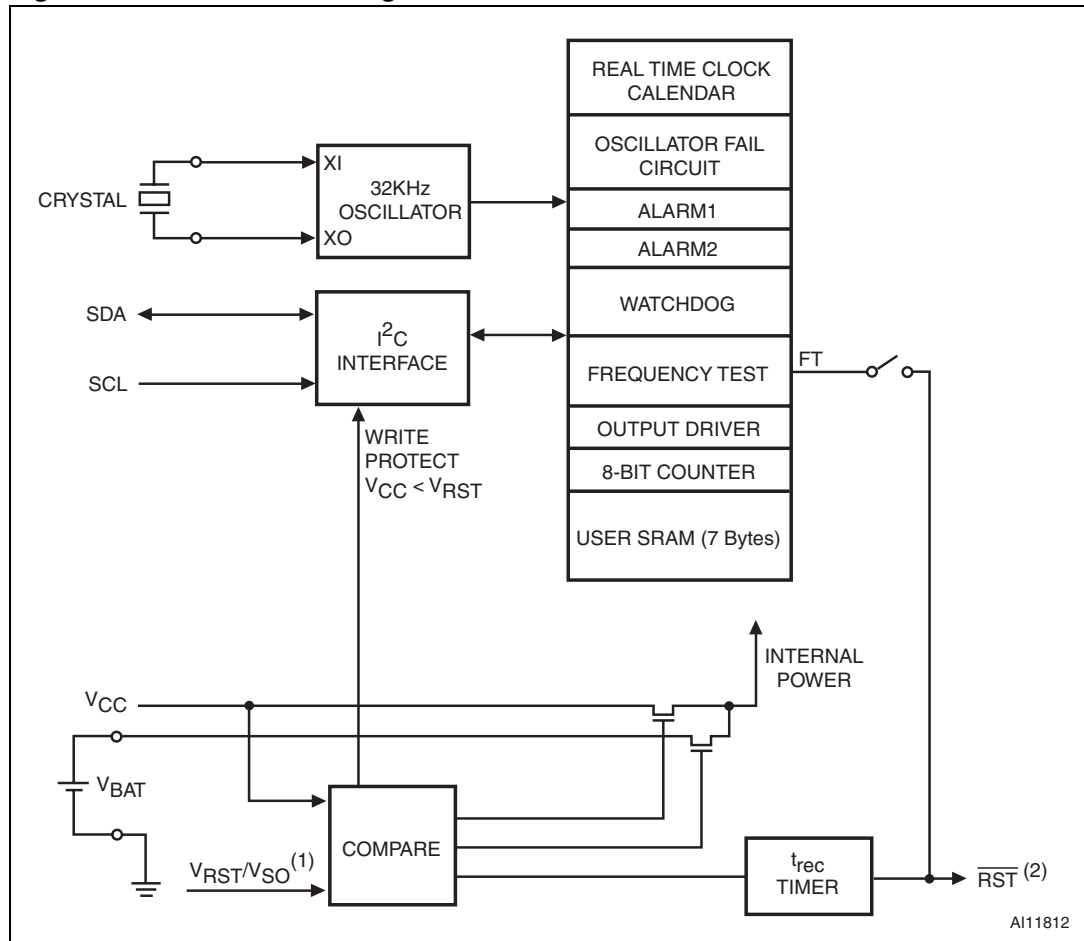 REAL TIME CLOCK
CALENDAR
OSCILLATOR FAIL
CIRCUIT
CRYSTAL
XI
32KHz
OSCILLATOR
XO
ALARM1
ALARM2
SDA
SCL
I2C
INTERFACE
WATCHDOG
FREQUENCY TEST
FT
OUTPUT DRIVER
8-BIT COUNTER
USER SRAM (7 Bytes)
WRITE
PROTECT
VCC < VRST
INTERNAL
POWER
VCC
VBAT
COMPARE
VRST/VSO(1)
trec
TIMER
RST (2)
AI11812